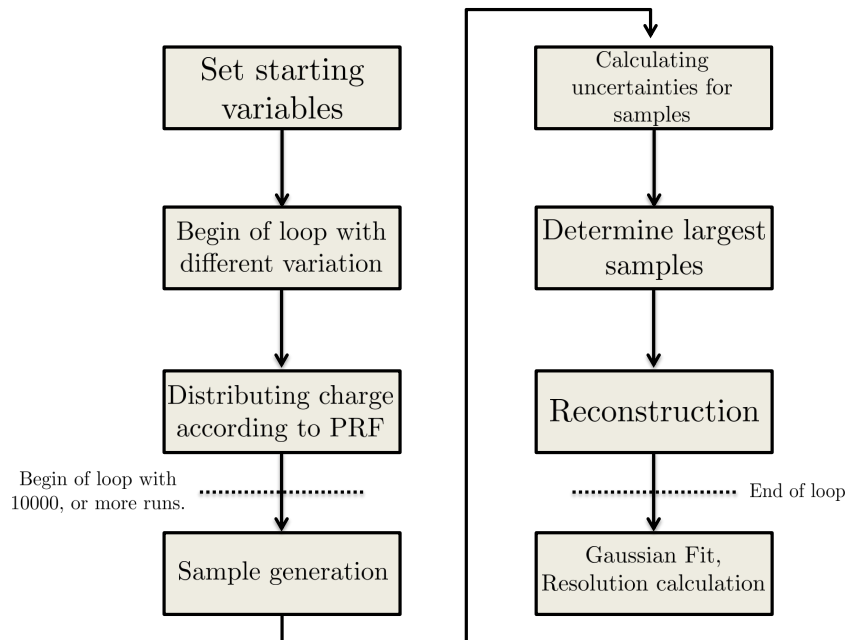 Set starting
variables
Begin of loop with
different variation
Distributing charge
according to PRF
Begin of loop with
10000, or more runs.
Sample generation
Calculating
uncertainties for
samples
Determine largest
samples
Reconstruction
End of loop
Gaussian Fit,
Resolution calculation